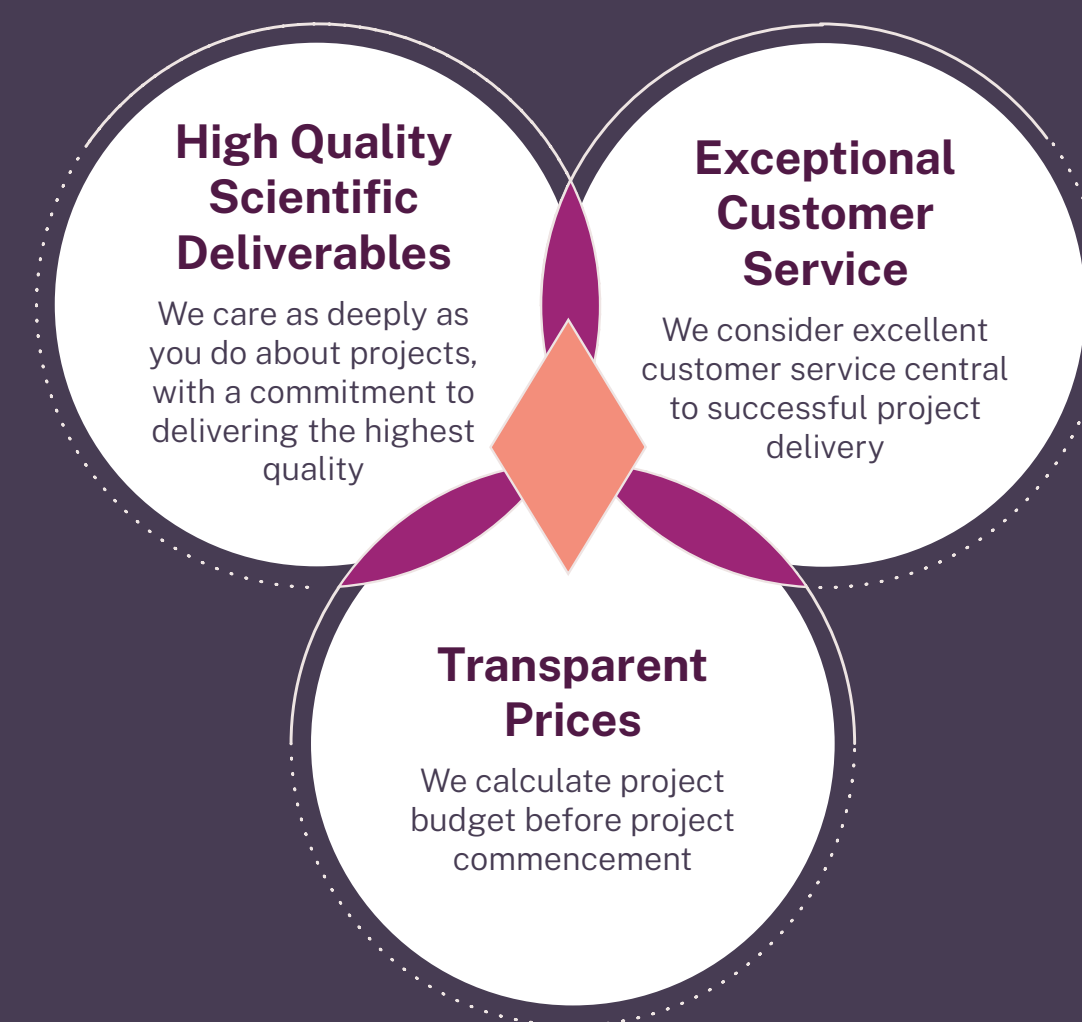 High Quality
Scientific
Deliverables
We care as deeply as
you do about projects,
with a commitment to
delivering the highest
quality
Exceptional
Customer
Service
We consider excellent
customer service central
to successful project
delivery
Transparent
Prices
We calculate project
budget before project
commencement